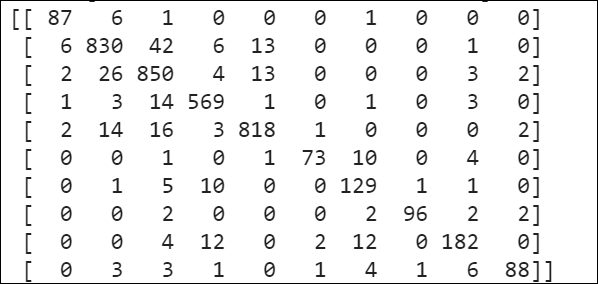 [[ 87 6 1 0 0 0 1 0 0 0]
[ 6 830 42 6 13 0 0 0 1 0]
[ 2 26 850 4 13 0 0 0 3 2]
[ 1 3 14 569 1 0 1 0 3 0]
[ 2 14 16 3 818 1 0 0 0 2]
[ 0 0 1 0 1 73 10 0 4 0]
[ 0 1 5 10 0 0 129 1 1 0]
[ 0 0 2 0 0 0 2 96 2 2]
[ 0 0 4 12 0 2 12 0 182 0]
[ 0 3 3 1 0 1 4 1 6 88]]